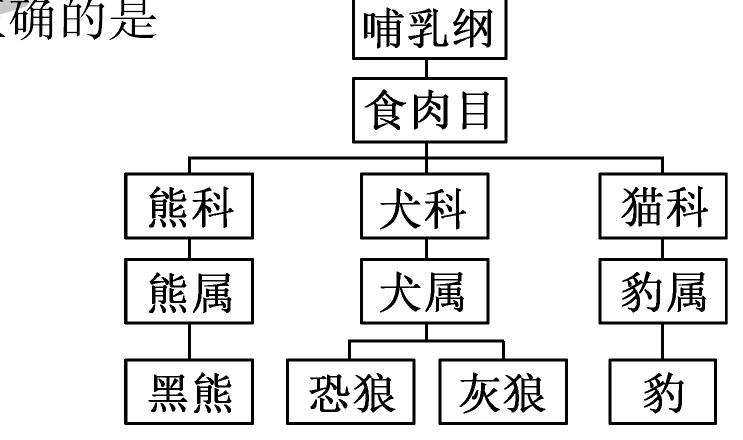 确的是
哺乳纲
食肉目
熊科 犬科 猫科
熊属 犬属 豹属
黑熊 恐狼 灰狼 豹